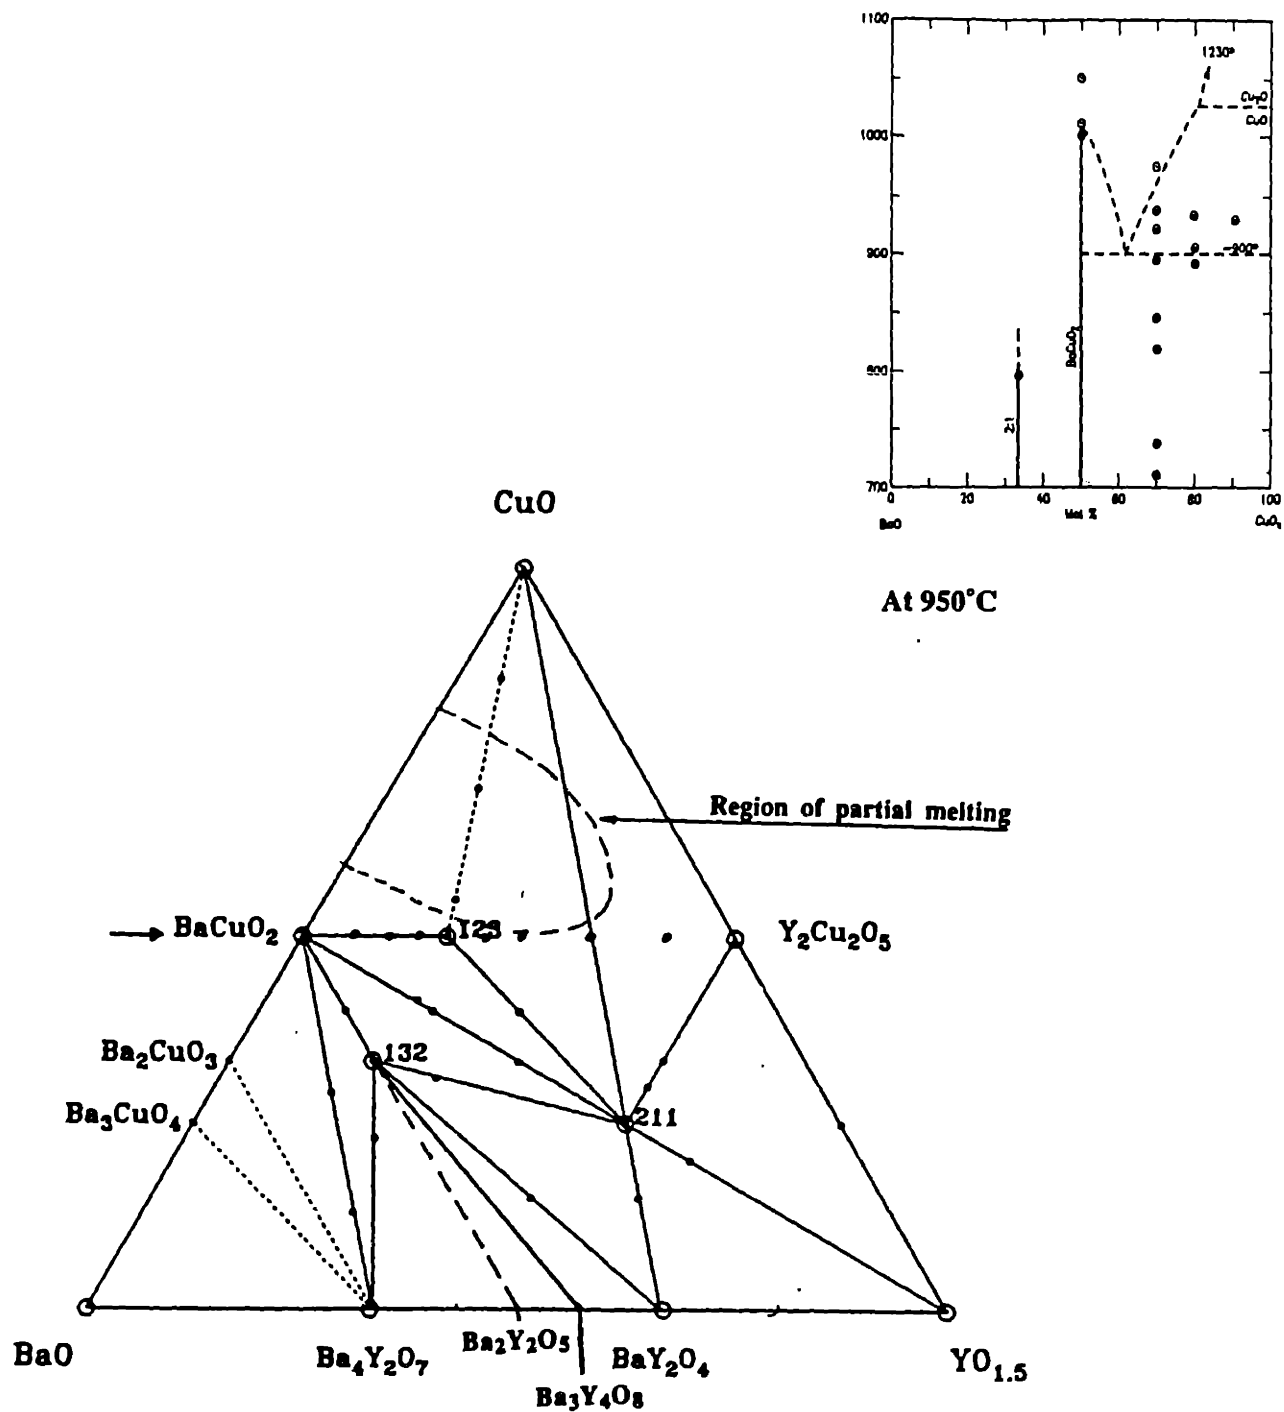 1100
1230°
Cu₂O
CuO
1000
900
~900°
BaCuO₂
800
2:1
700
0 20 40 60 80 100
BaO
Mol %
CuOₓ
CuO
At 950°C
Region of partial melting
BaCuO₂
123
Y₂Cu₂O₅
Ba₂CuO₃
132
Ba₃CuO₄
211
BaO
Ba₄Y₂O₇
Ba₂Y₂O₅
BaY₂O₄
YO₁.₅
Ba₃Y₄O₈